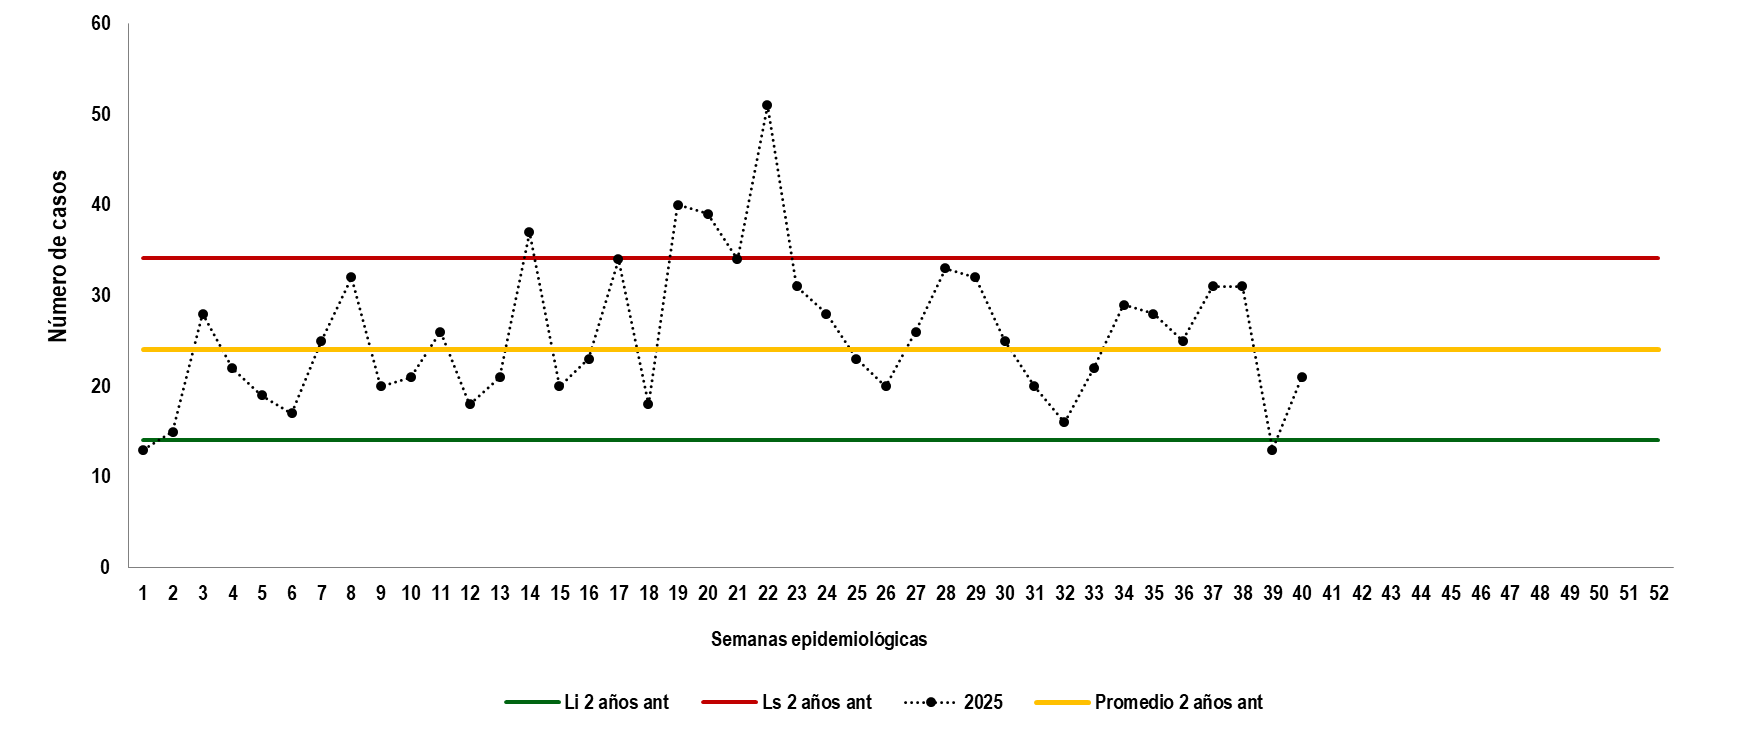 60
50
40
30
20
10
0
Número de casos
1 2 3 4 5 6 7 8 9 10 11 12 13 14 15 16 17 18 19 20 21 22 23 24 25 26 27 28 29 30 31 32 33 34 35 36 37 38 39 40 41 42 43 44 45 46 47 48 49 50 51 52
Semanas epidemiológicas
Li 2 años ant Ls 2 años ant 2025 Promedio 2 años ant